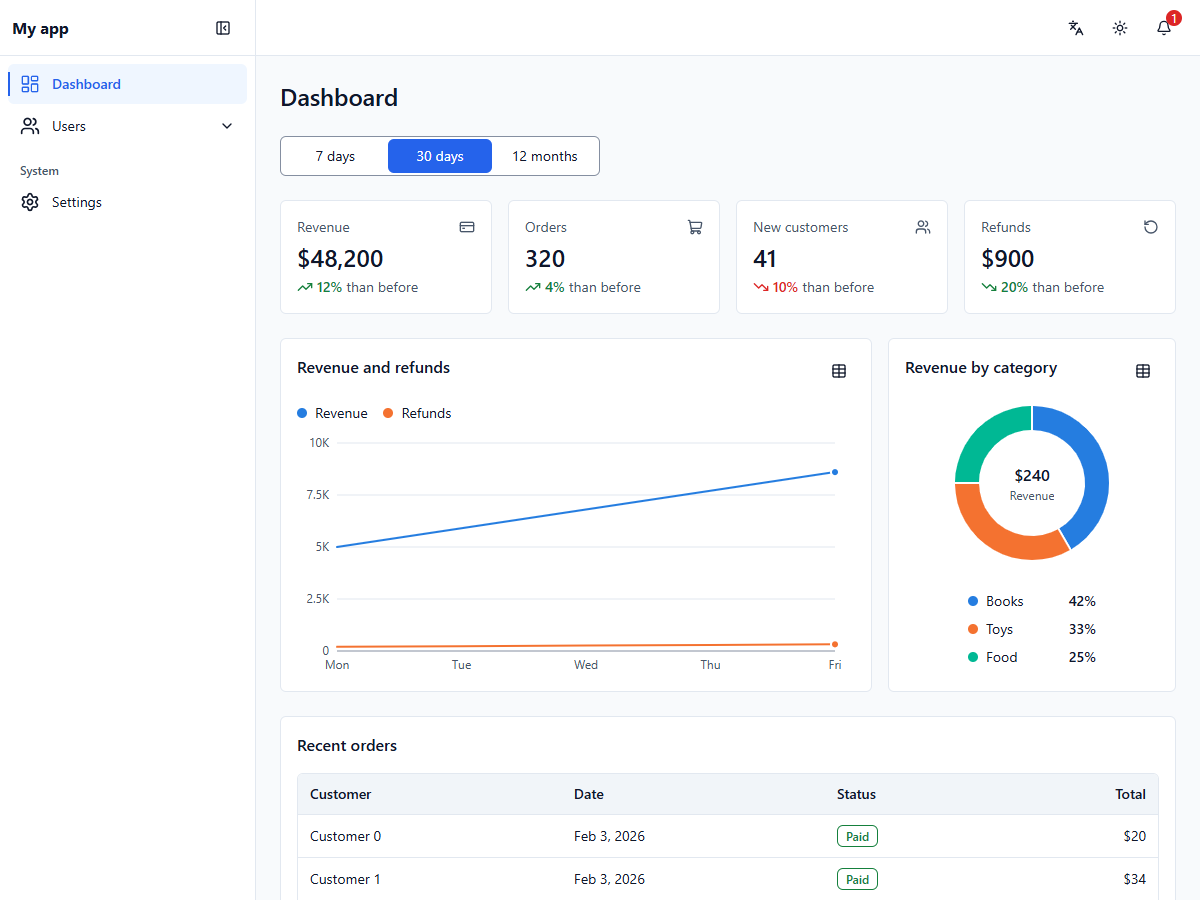 My app
1
Dashboard
Users
System
Settings
Dashboard
7 days 30 days 12 months
Revenue
$48,200
12% than before
Orders
320
4% than before
New customers
41
10% than before
Refunds
$900
20% than before
Revenue and refunds
Revenue Refunds
10K
7.5K
5K
2.5K
0
Mon Tue Wed Thu Fri
Revenue by category
$240
Revenue
Books 42%
Toys 33%
Food 25%
Recent orders
Customer Date Status Total
Customer 0 Feb 3, 2026 Paid $20
Customer 1 Feb 3, 2026 Paid $34